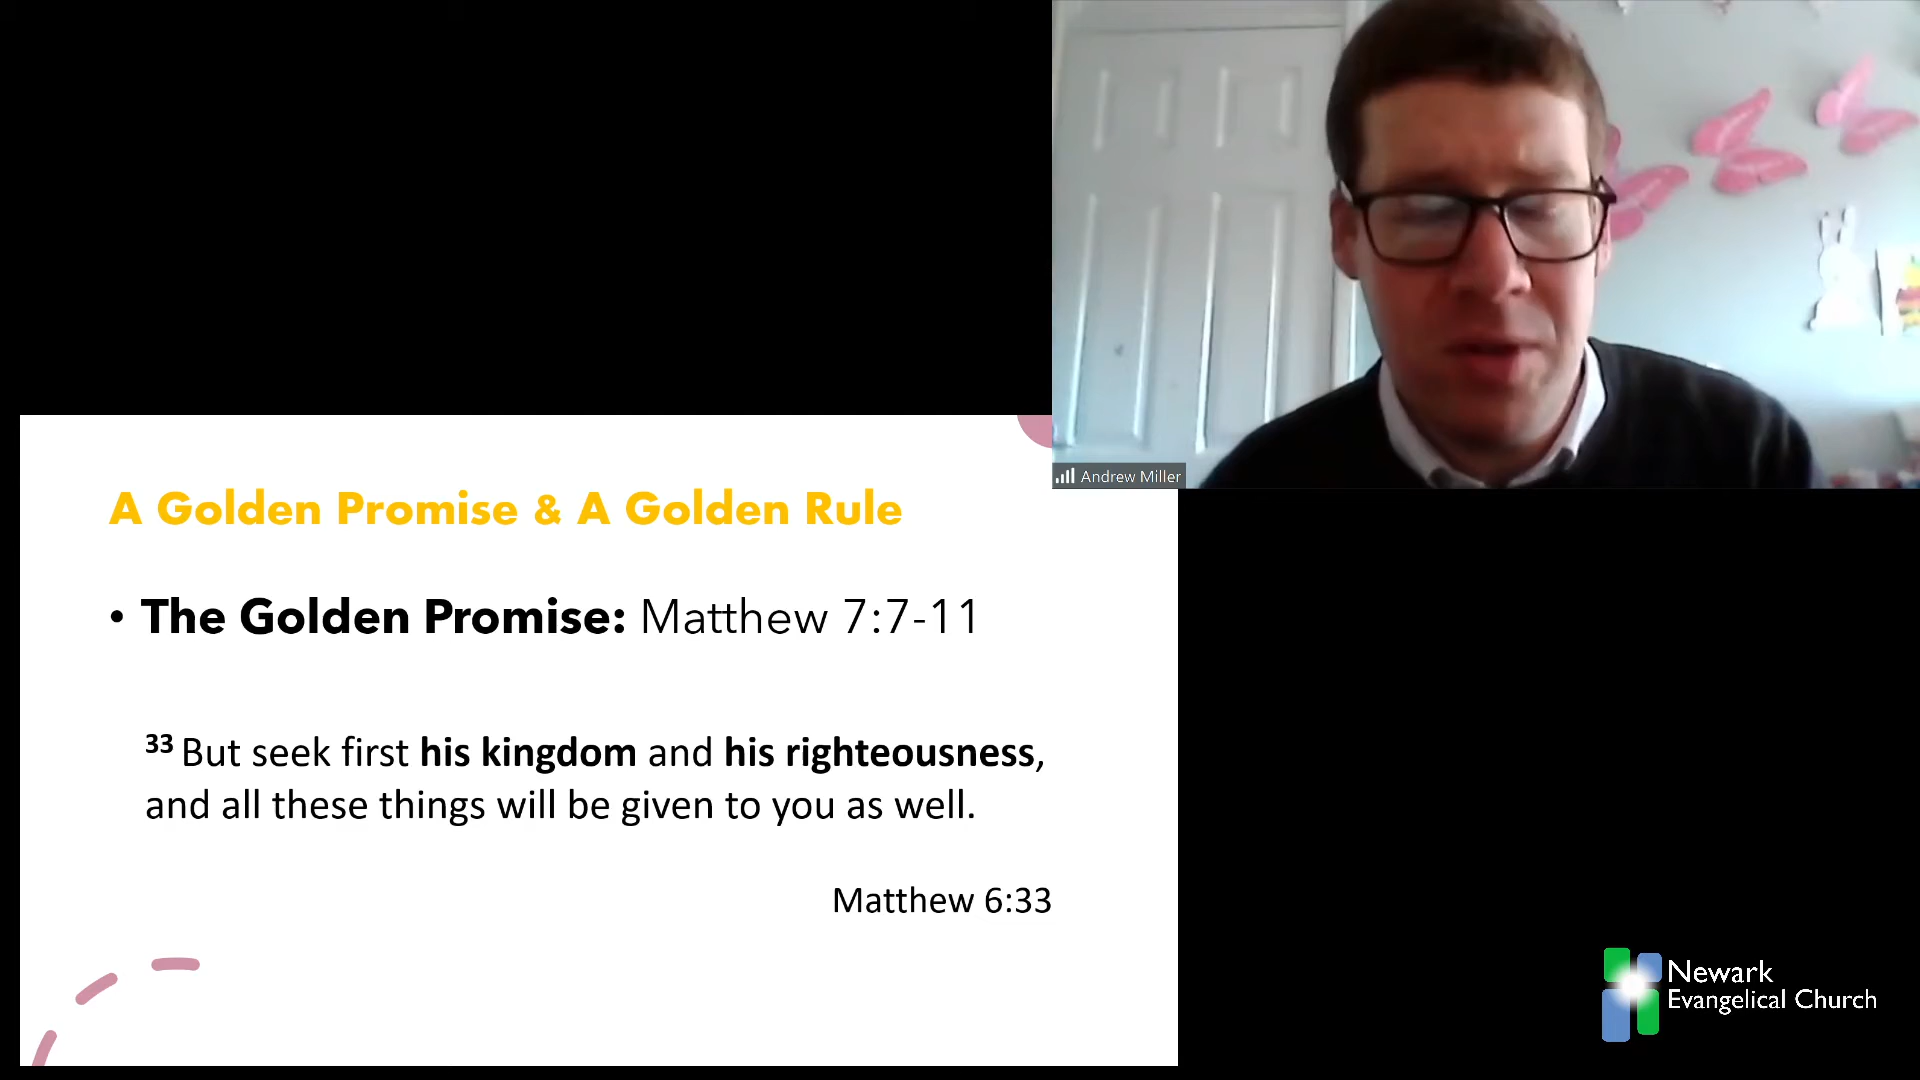 Andrew Miller
A Golden Promise & A Golden Rule
• The Golden Promise: Matthew 7:7-11
33 But seek first his kingdom and his righteousness,
and all these things will be given to you as well.
Matthew 6:33
Newark
Evangelical Church